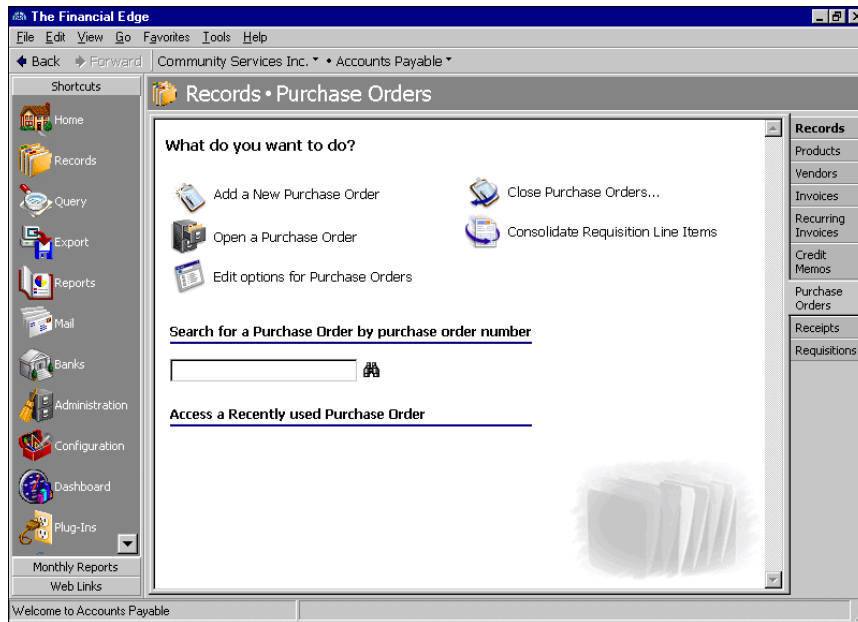 The Financial Edge
File Edit View Go Favorites Tools Help
Back Forward Community Services Inc. • Accounts Payable
Shortcuts
Home
Records
Query
Export
Reports
Mail
Banks
Administration
Configuration
Dashboard
Plug-Ins
Monthly Reports
Web Links
Records • Purchase Orders
What do you want to do?
Add a New Purchase Order
Open a Purchase Order
Edit options for Purchase Orders
Close Purchase Orders...
Consolidate Requisition Line Items
Search for a Purchase Order by purchase order number
Access a Recently used Purchase Order
Records
Products
Vendors
Invoices
Recurring
Invoices
Credit
Memos
Purchase
Orders
Receipts
Requisitions
Welcome to Accounts Payable